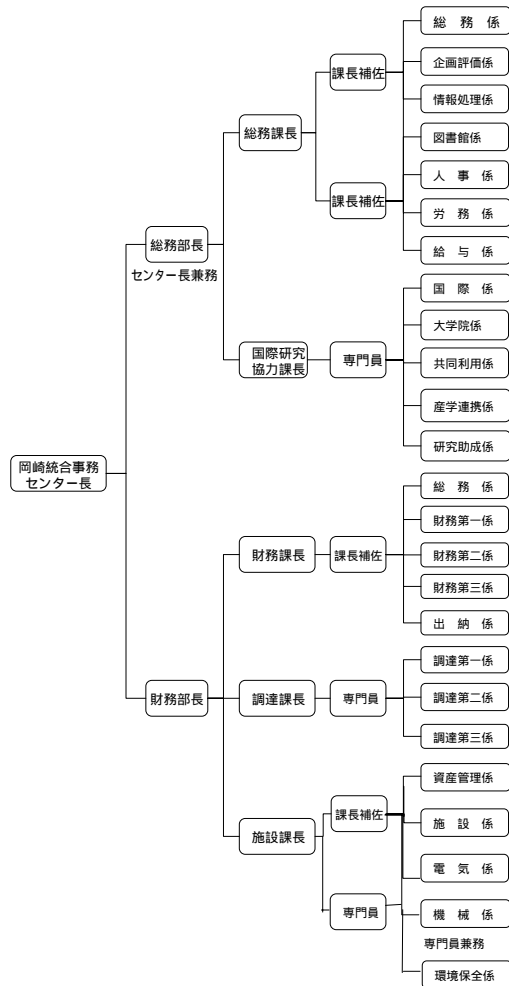 総 務 係
課長補佐
企画評価係
情報処理係
総務課長
図書館係
人 事 係
課長補佐
労 務 係
総務部長
給 与 係
センター長兼務
国 際 係
大学院係
国際研究
協力課長
専門員
共同利用係
産学連携係
研究助成係
岡崎統合事務
センター長
総 務 係
財務第一係
財務課長
課長補佐
財務第二係
財務第三係
出 納 係
調達第一係
財務部長
調達課長
専門員
調達第二係
調達第三係
資産管理係
課長補佐
施 設 係
施設課長
電 気 係
専門員
機 械 係
専門員兼務
環境保全係